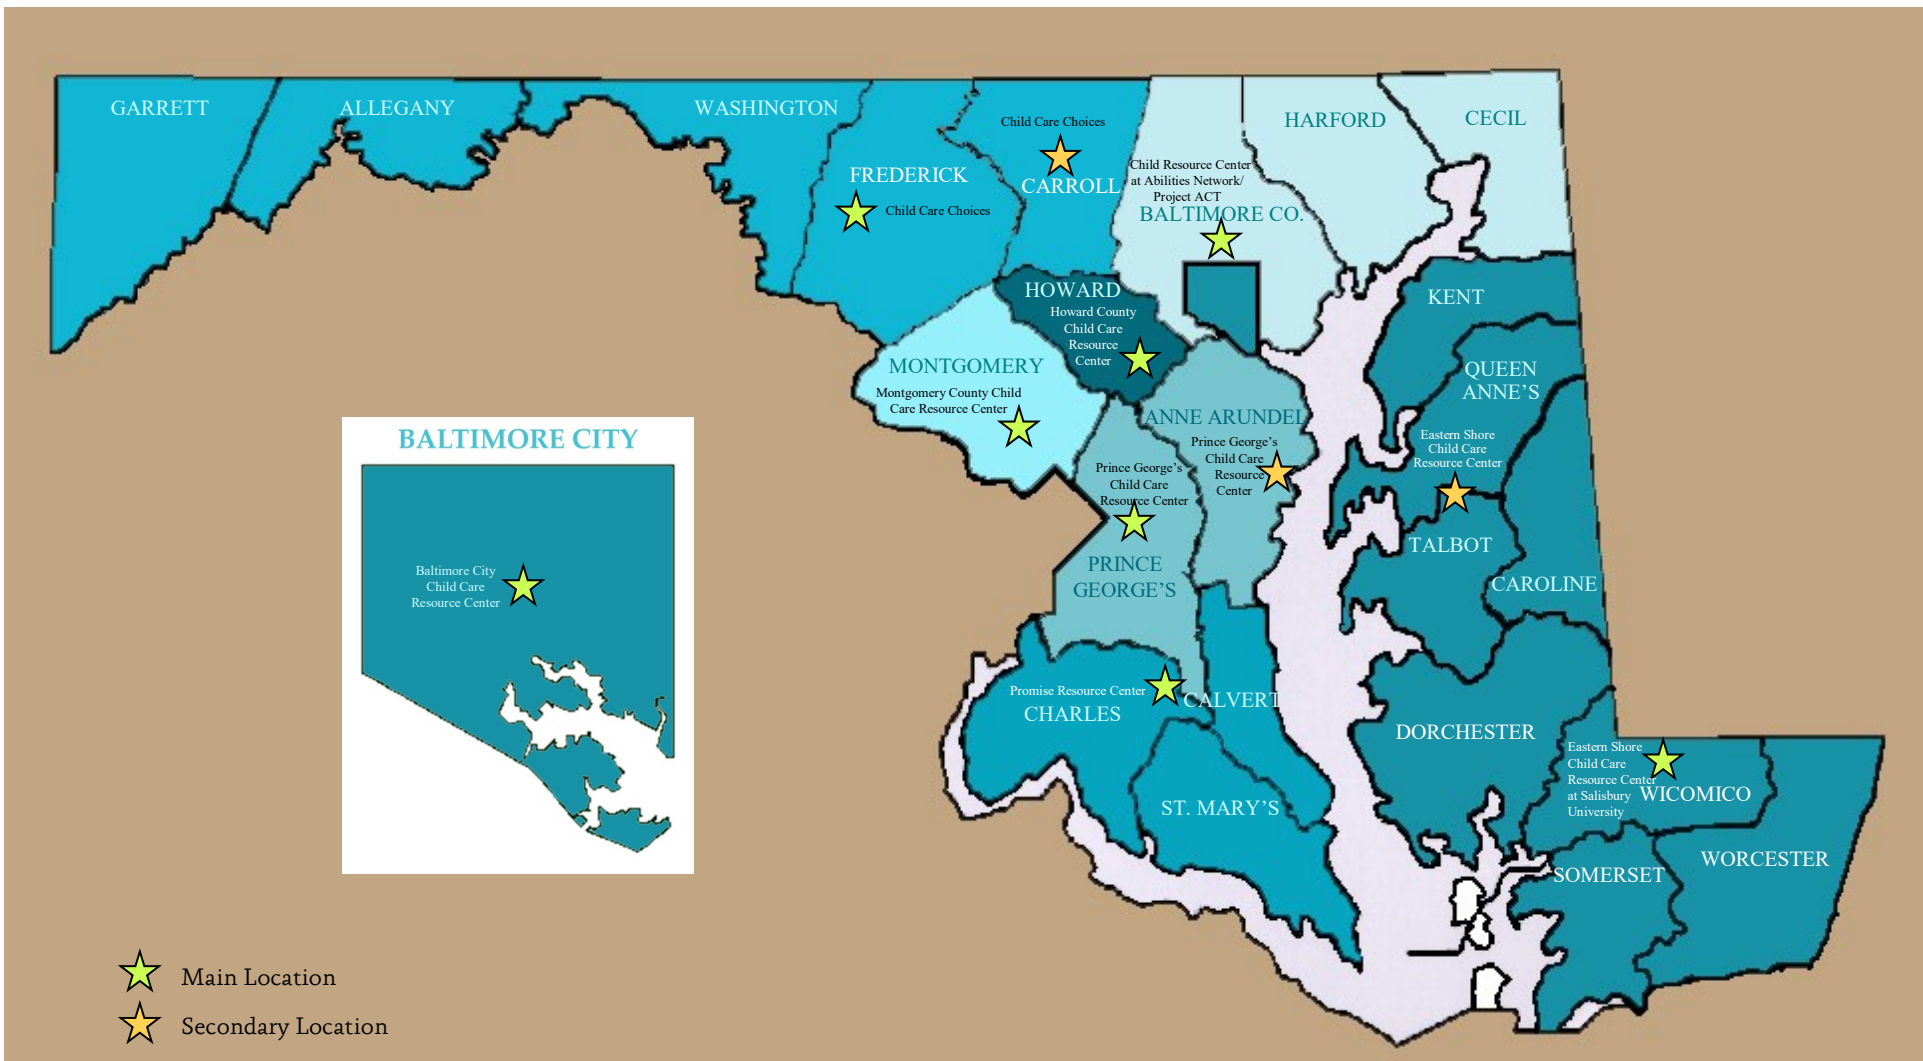 GARRETT
ALLEGANY
WASHINGTON
FREDERICK
Child Care Choices
Child Care Choices
CARROLL
Child Resource Center
at Abilities Network/
Project ACT
BALTIMORE CO.
HARFORD
CECIL
HOWARD
Howard County
Child Care
Resource
Center
MONTGOMERY
Montgomery County Child
Care Resource Center
ANNE ARUNDEL
Prince George’s
Child Care
Resource
Center
Prince George’s
Child Care
Resource Center
PRINCE
GEORGE’S
KENT
QUEEN
ANNE’S
Eastern Shore
Child Care
Resource Center
TALBOT
CAROLINE
Promise Resource Center
CHARLES
CALVERT
ST. MARY’S
DORCHESTER
Eastern Shore
Child Care
Resource Center
at Salisbury
University
WICOMICO
SOMERSET
WORCESTER
BALTIMORE CITY
Baltimore City
Child Care
Resource Center
Main Location
Secondary Location